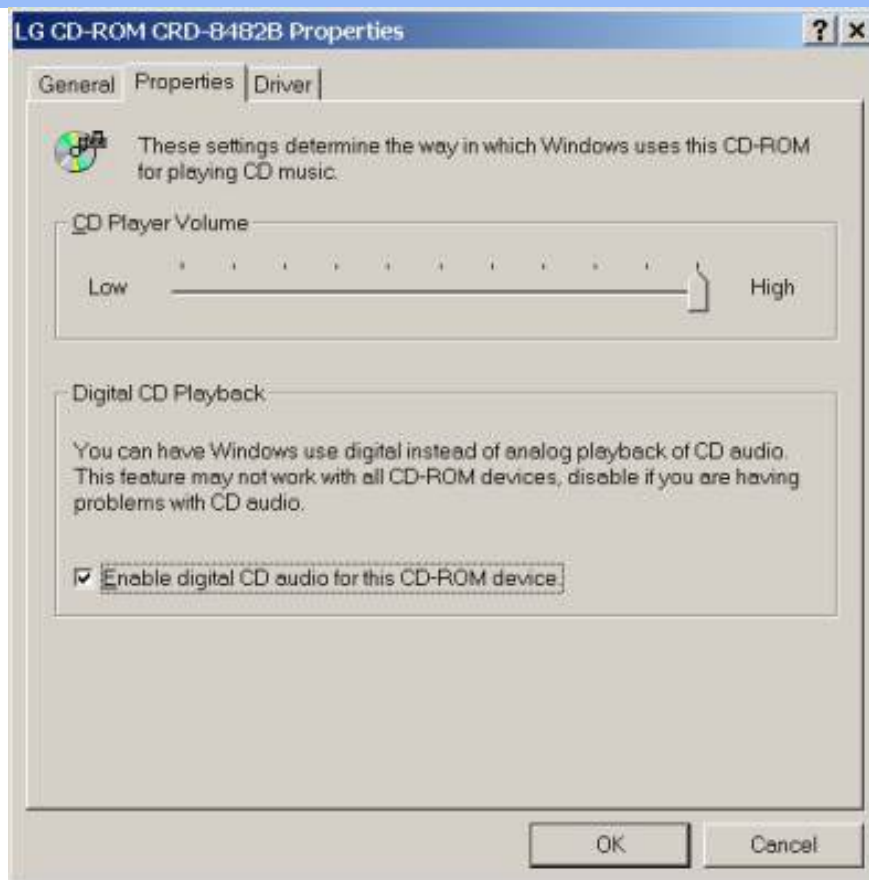 LG CD-ROM CRD-8482B Properties
General Properties Driver
These settings determine the way in which Windows uses this CD-ROM
for playing CD music.
CD Player Volume
Low High
Digital CD Playback
You can have Windows use digital instead of analog playback of CD audio.
This feature may not work with all CD-ROM devices, disable if you are having
problems with CD audio.
Enable digital CD audio for this CD-ROM device.
OK Cancel